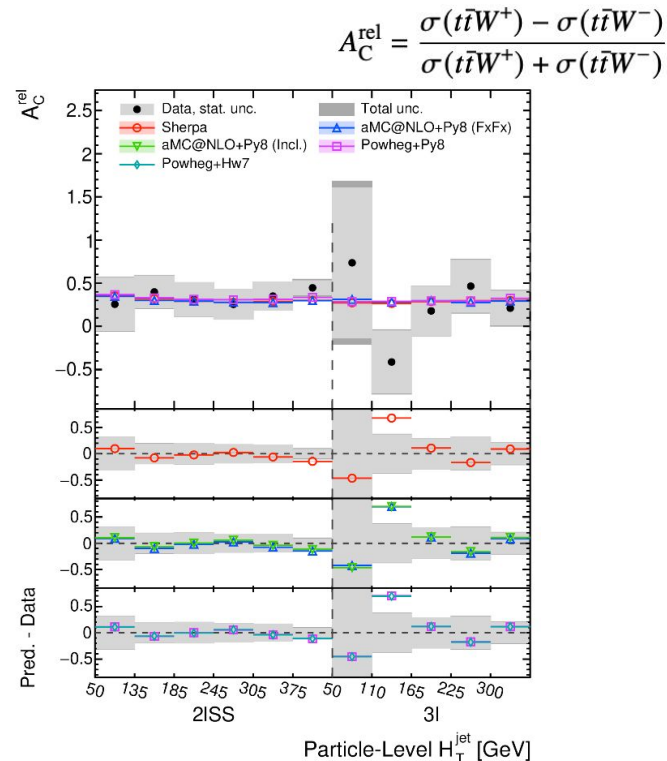 A_C^rel = σ(tt̄W⁺) − σ(tt̄W⁻) / σ(tt̄W⁺) + σ(tt̄W⁻)
A_C^rel
2.5
2
1.5
1
0.5
0
−0.5
Data, stat. unc.
Total unc.
Sherpa
aMC@NLO+Py8 (FxFx)
aMC@NLO+Py8 (Incl.)
Powheg+Py8
Powheg+Hw7
0.5
0
−0.5
0.5
0
−0.5
0.5
0
−0.5
Pred. - Data
50 135 185 245 305 375 50 110 165 225 300
2lSS 3l
Particle-Level H_T^jet [GeV]